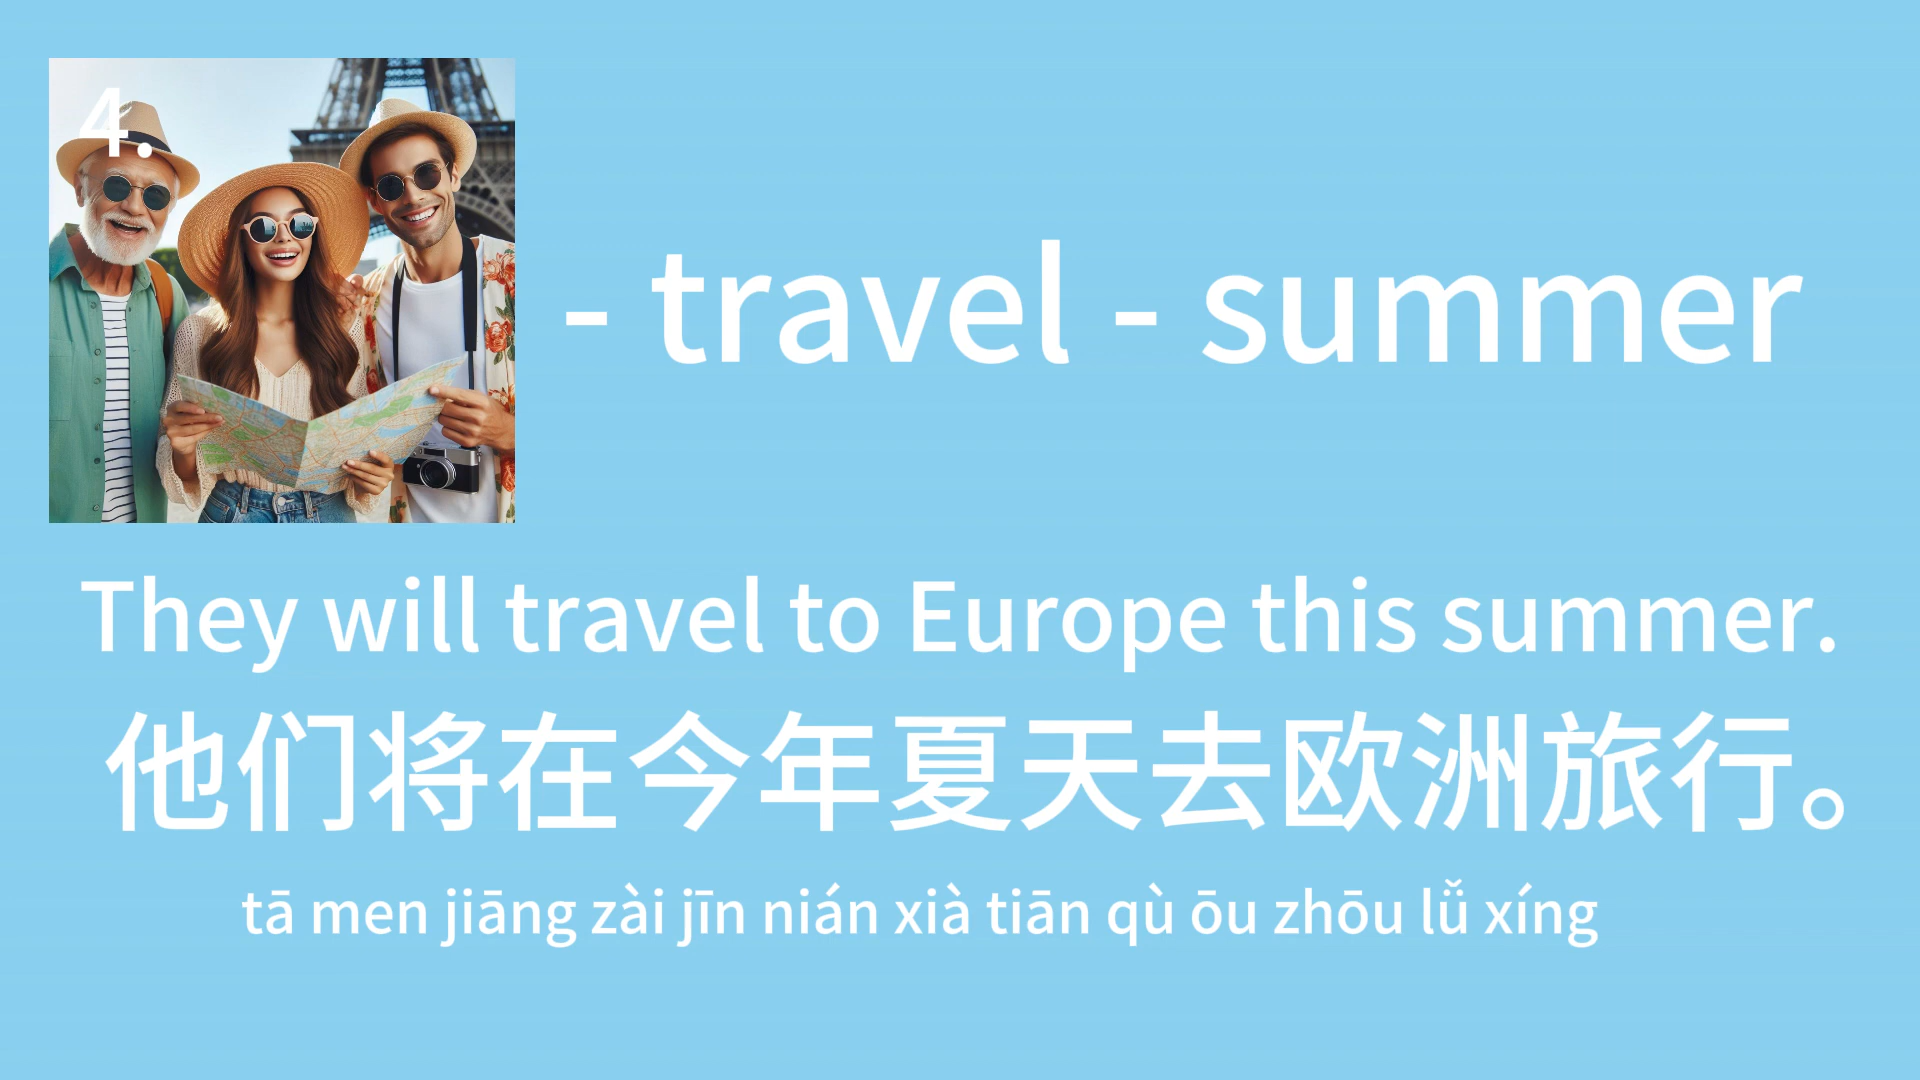 4.
- travel - summer
They will travel to Europe this summer.
他们将在今年夏天去欧洲旅行。
tā men jiāng zài jīn nián xià tiān qù ōu zhōu lǚ xíng